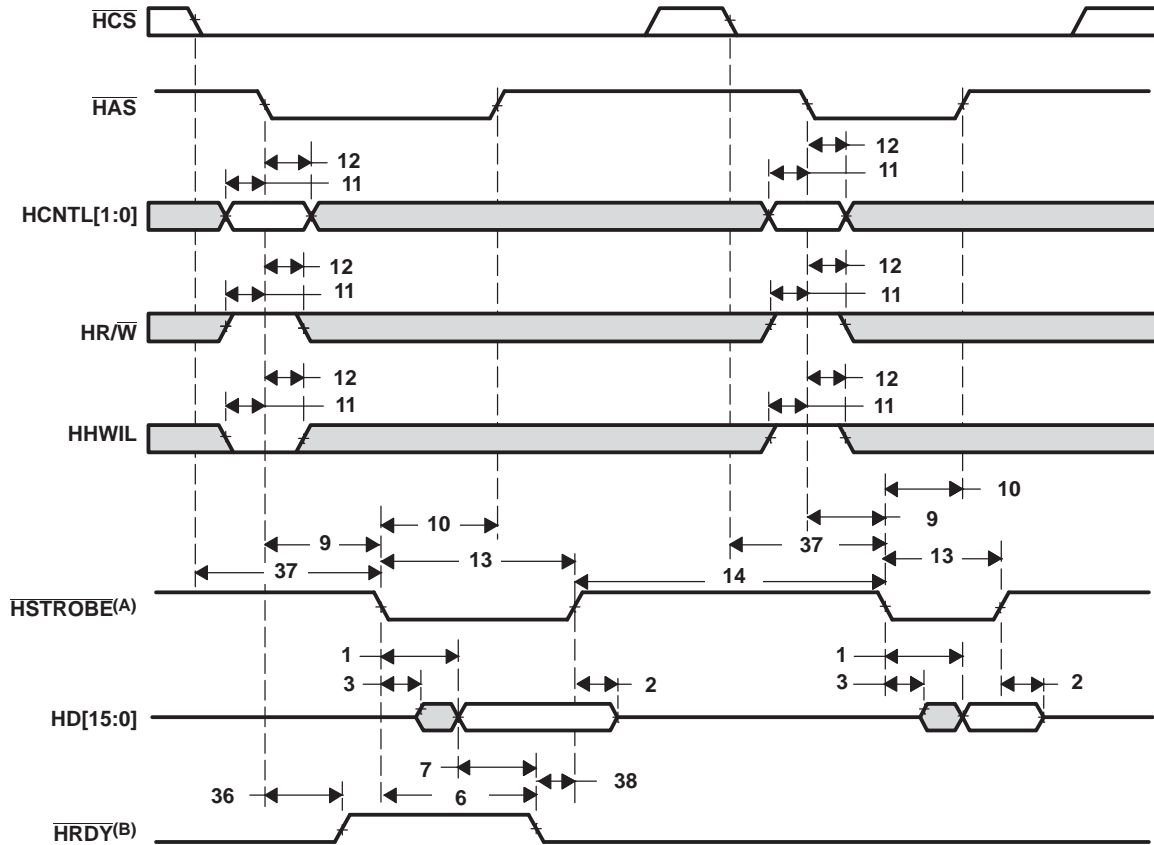 HCS
HAS
12 12
11 11
HCNTL[1:0]
12 12
11 11
HR/W
12 12
11 11
HHWIL
10
10 9
9 37
13 13
37 14
HSTROBE(A)
1 1
3 2 3 2
HD[15:0]
7 38
36 6
HRDY(B)